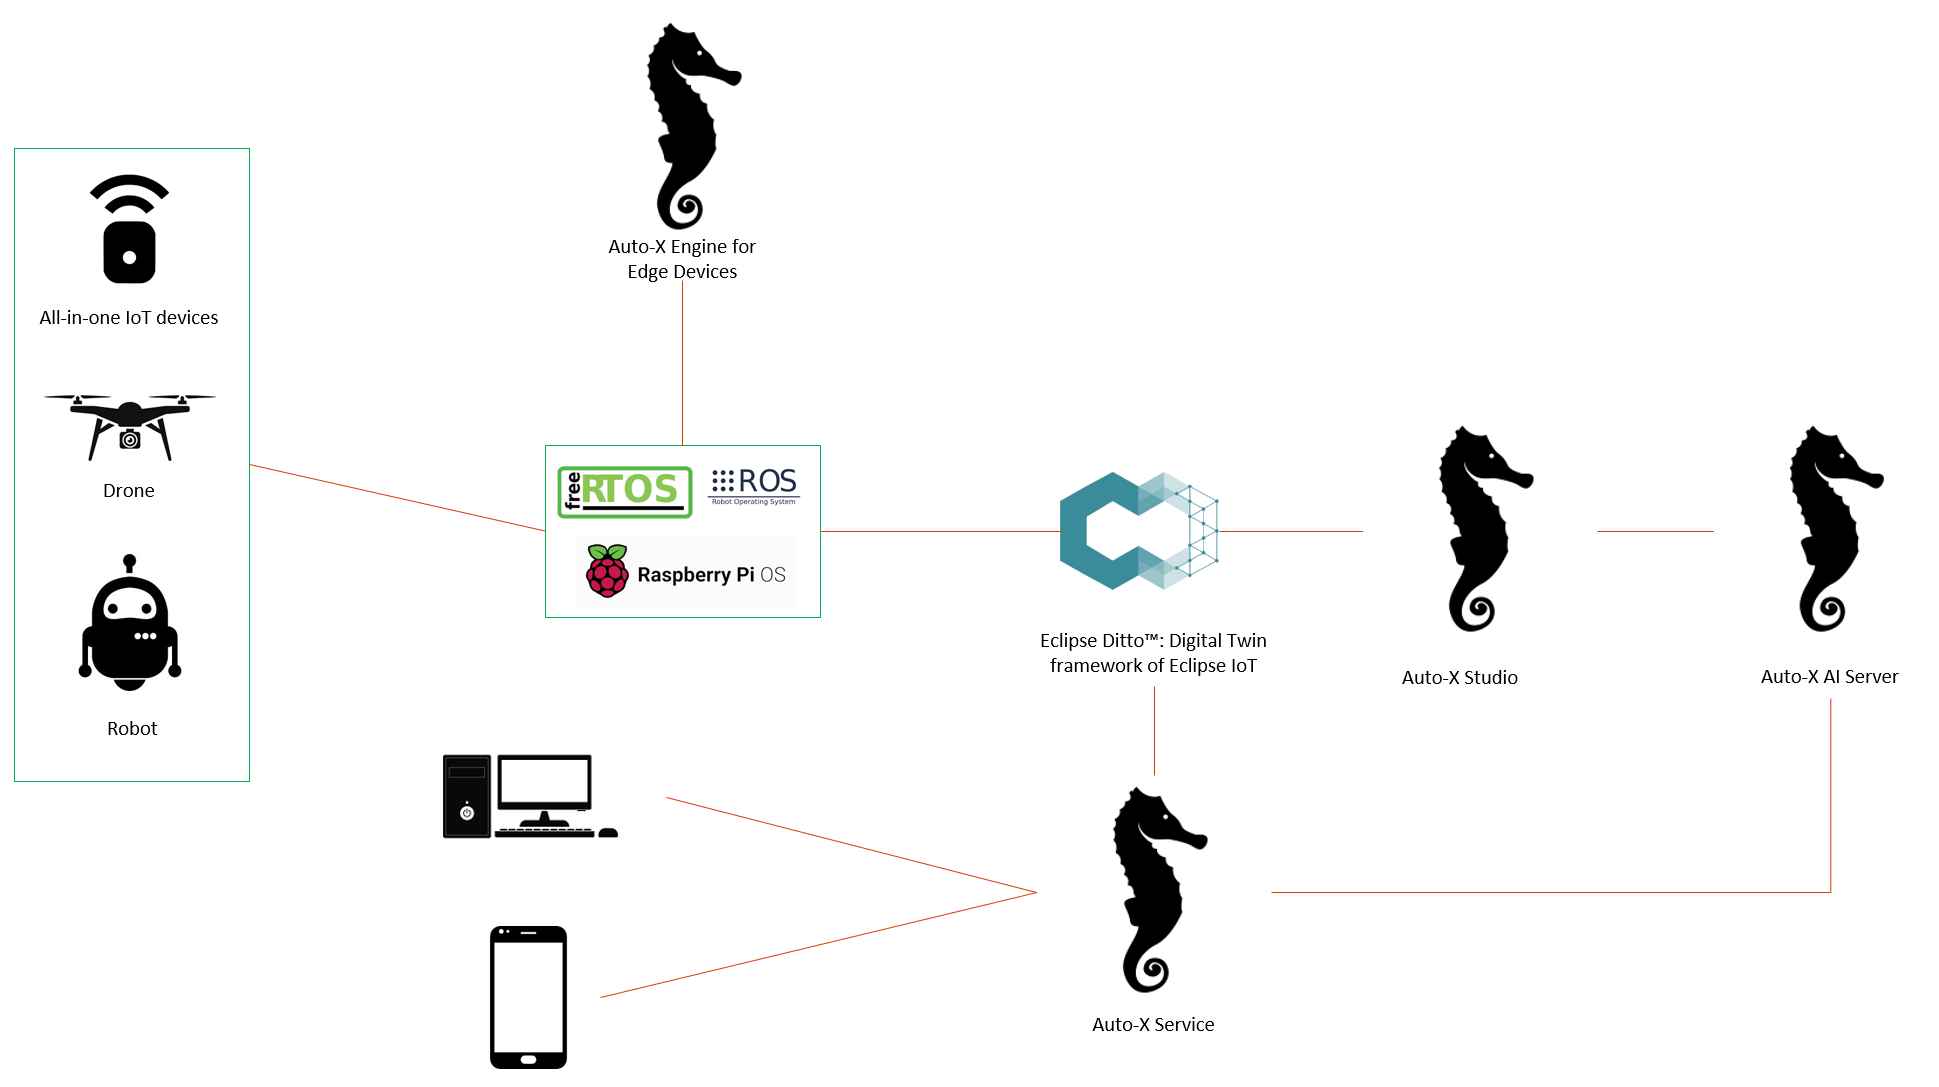 Auto-X Engine for
Edge Devices
All-in-one IoT devices
Drone
Robot
free RTOS
ROS
Robot Operating System
Raspberry Pi OS
Eclipse Ditto™: Digital Twin
framework of Eclipse IoT
Auto-X Studio
Auto-X AI Server
Auto-X Service